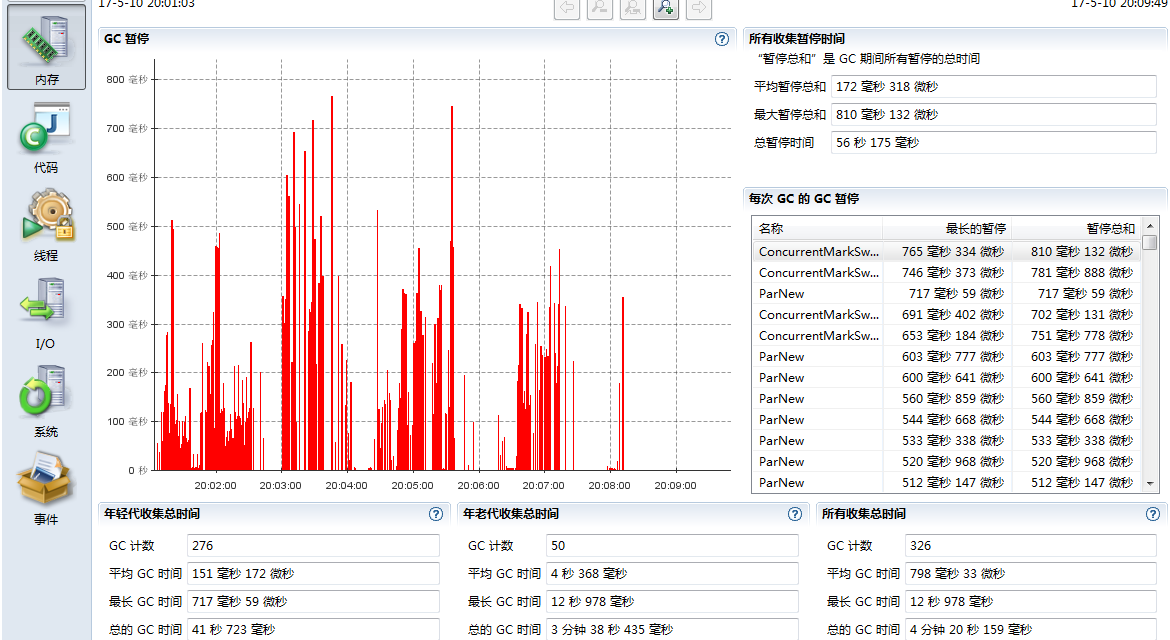 17-5-10 20:01:03
17-5-10 20:09:49
内存
代码
线程
I/O
系统
事件
GC 暂停
800 毫秒
700 毫秒
600 毫秒
500 毫秒
400 毫秒
300 毫秒
200 毫秒
100 毫秒
0 秒
20:02:00 20:03:00 20:04:00 20:05:00 20:06:00 20:07:00 20:08:00 20:09:00
所有收集暂停时间
“暂停总和”是 GC 期间所有暂停的总时间
平均暂停总和 172 毫秒 318 微秒
最大暂停总和 810 毫秒 132 微秒
总暂停时间 56 秒 175 毫秒
每次 GC 的 GC 暂停
名称 最长的暂停 暂停总和
ConcurrentMarkSw... 765 毫秒 334 微秒 810 毫秒 132 微秒
ConcurrentMarkSw... 746 毫秒 373 微秒 781 毫秒 888 微秒
ParNew 717 毫秒 59 微秒 717 毫秒 59 微秒
ConcurrentMarkSw... 691 毫秒 402 微秒 702 毫秒 131 微秒
ConcurrentMarkSw... 653 毫秒 184 微秒 751 毫秒 778 微秒
ParNew 603 毫秒 777 微秒 603 毫秒 777 微秒
ParNew 600 毫秒 641 微秒 600 毫秒 641 微秒
ParNew 560 毫秒 859 微秒 560 毫秒 859 微秒
ParNew 544 毫秒 668 微秒 544 毫秒 668 微秒
ParNew 533 毫秒 338 微秒 533 毫秒 338 微秒
ParNew 520 毫秒 968 微秒 520 毫秒 968 微秒
ParNew 512 毫秒 147 微秒 512 毫秒 147 微秒
年轻代收集总时间
GC 计数 276
平均 GC 时间 151 毫秒 172 微秒
最长 GC 时间 717 毫秒 59 微秒
总的 GC 时间 41 秒 723 毫秒
年老代收集总时间
GC 计数 50
平均 GC 时间 4 秒 368 毫秒
最长 GC 时间 12 秒 978 毫秒
总的 GC 时间 3 分钟 38 秒 435 毫秒
所有收集总时间
GC 计数 326
平均 GC 时间 798 毫秒 33 微秒
最长 GC 时间 12 秒 978 毫秒
总的 GC 时间 4 分钟 20 秒 159 毫秒